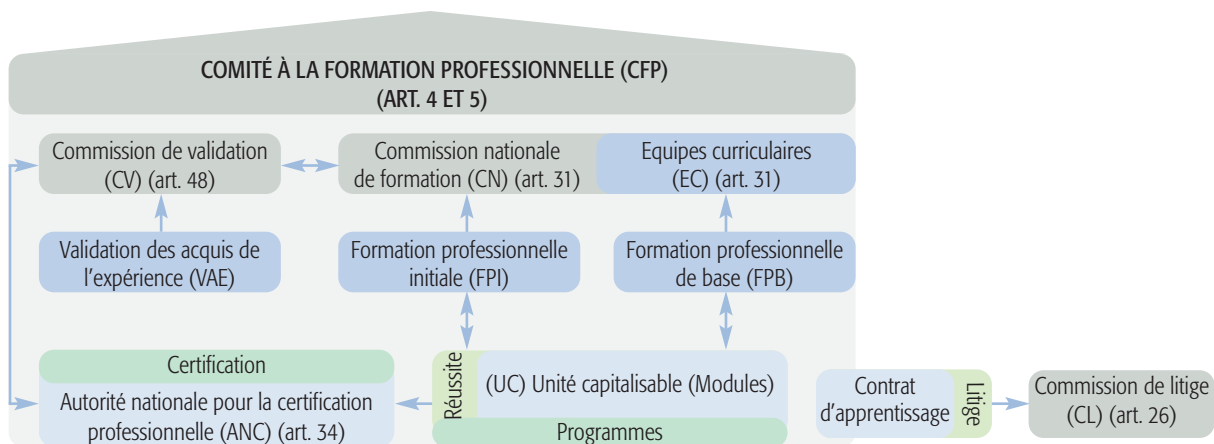 COMITÉ À LA FORMATION PROFESSIONNELLE (CFP)
(ART. 4 ET 5)
Commission de validation
(CV) (art. 48)
Commission nationale
de formation (CN) (art. 31)
Equipes curriculaires
(EC) (art. 31)
Validation des acquis de
l'expérience (VAE)
Formation professionnelle
initiale (FPI)
Formation professionnelle
de base (FPB)
Certification
Autorité nationale pour la certification
professionnelle (ANC) (art. 34)
Réussite
(UC) Unité capitalisable (Modules)
Programmes
Contrat
d'apprentissage
Litige
Commission de litige
(CL) (art. 26)